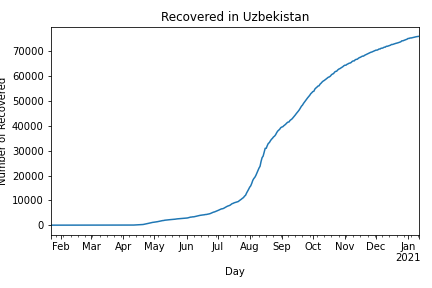 Recovered in Uzbekistan
Number of Recovered
70000
60000
50000
40000
30000
20000
10000
0
Feb Mar Apr May Jun Jul Aug Sep Oct Nov Dec Jan
2021
Day